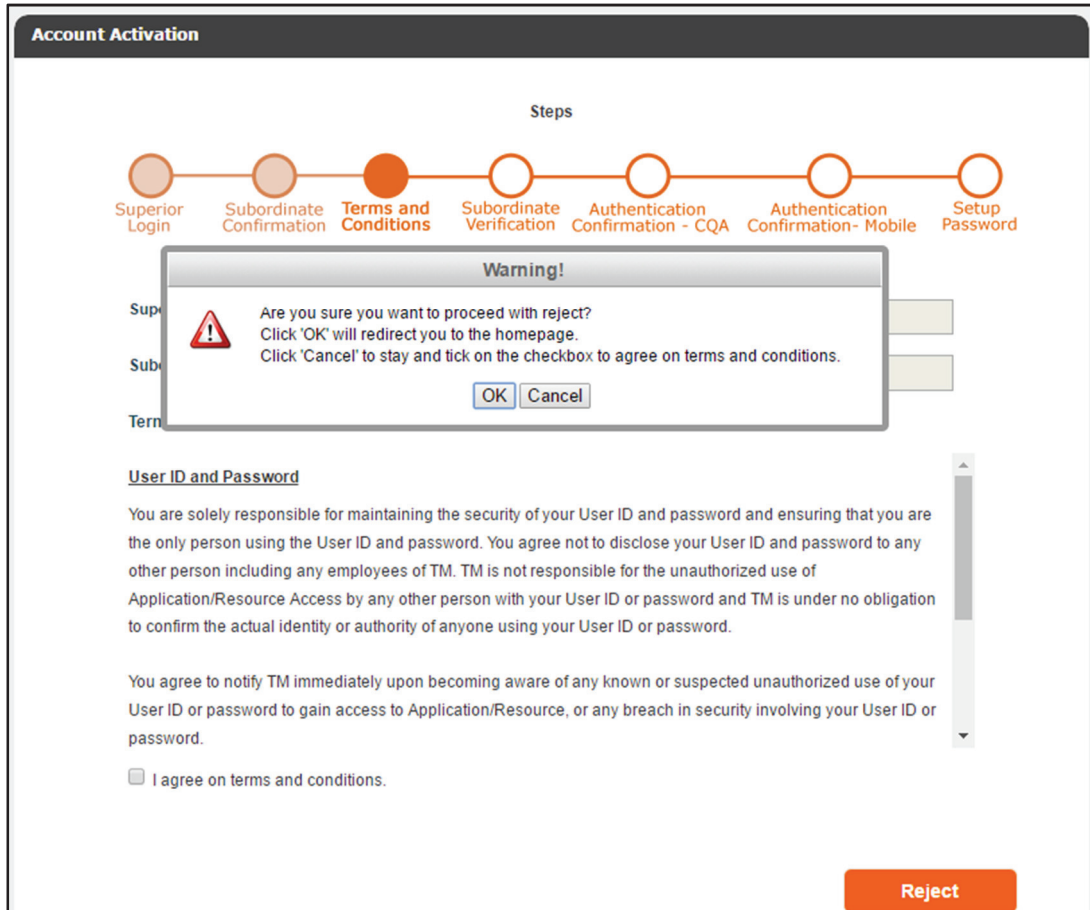 Account Activation
Steps
Superior Login
Subordinate Confirmation
Terms and Conditions
Subordinate Verification
Authentication Confirmation - CQA
Authentication Confirmation- Mobile
Setup Password
Warning!
Are you sure you want to proceed with reject?
Click 'OK' will redirect you to the homepage.
Click 'Cancel' to stay and tick on the checkbox to agree on terms and conditions.
OK Cancel
User ID and Password
You are solely responsible for maintaining the security of your User ID and password and ensuring that you are
the only person using the User ID and password. You agree not to disclose your User ID and password to any
other person including any employees of TM. TM is not responsible for the unauthorized use of
Application/Resource Access by any other person with your User ID or password and TM is under no obligation
to confirm the actual identity or authority of anyone using your User ID or password.
You agree to notify TM immediately upon becoming aware of any known or suspected unauthorized use of your
User ID or password to gain access to Application/Resource, or any breach in security involving your User ID or
password.
I agree on terms and conditions.
Reject